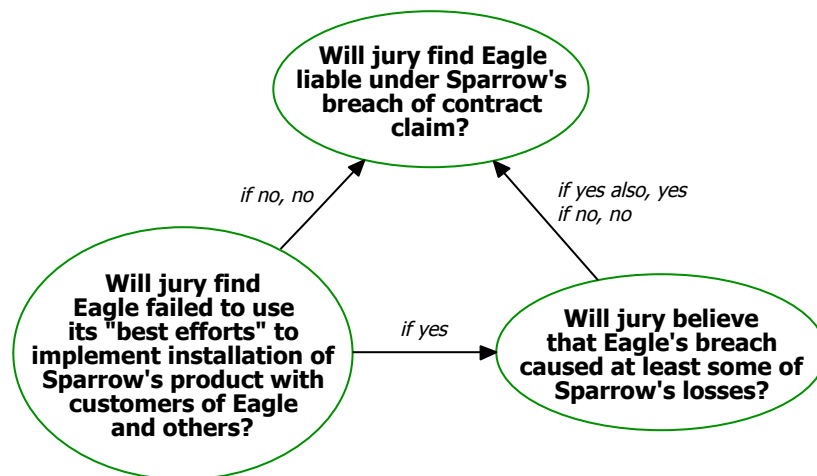 Will jury find Eagle
liable under Sparrow's
breach of contract
claim?
if no, no
if yes also, yes
if no, no
Will jury find
Eagle failed to use
its "best efforts" to
implement installation of
Sparrow's product with
customers of Eagle
and others?
if yes
Will jury believe
that Eagle's breach
caused at least some of
Sparrow's losses?